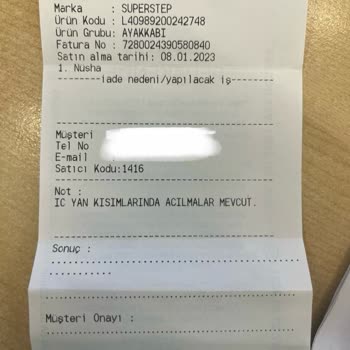 Marka : SUPERSTEP
Ürün Kodu : L40989200242748
Ürün Grubu: AYAKKABI
Fatura No : 7280024390580840
Satın alma tarihi: 08.01.2023
1. Nüsha
--------iade nedeni/yapılacak iş--------
Müşteri
Tel No
E-mail
Satıcı Kodu:1416
Not :
IC YAN KISIMLARINDA ACILMALAR MEVCUT.
Sonuç :
Müşteri Onayı :